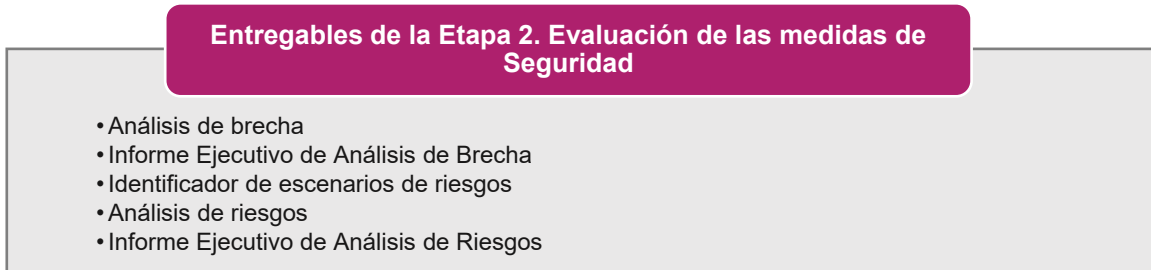 Entregables de la Etapa 2. Evaluación de las medidas de
Seguridad
• Análisis de brecha
• Informe Ejecutivo de Análisis de Brecha
• Identificador de escenarios de riesgos
• Análisis de riesgos
• Informe Ejecutivo de Análisis de Riesgos